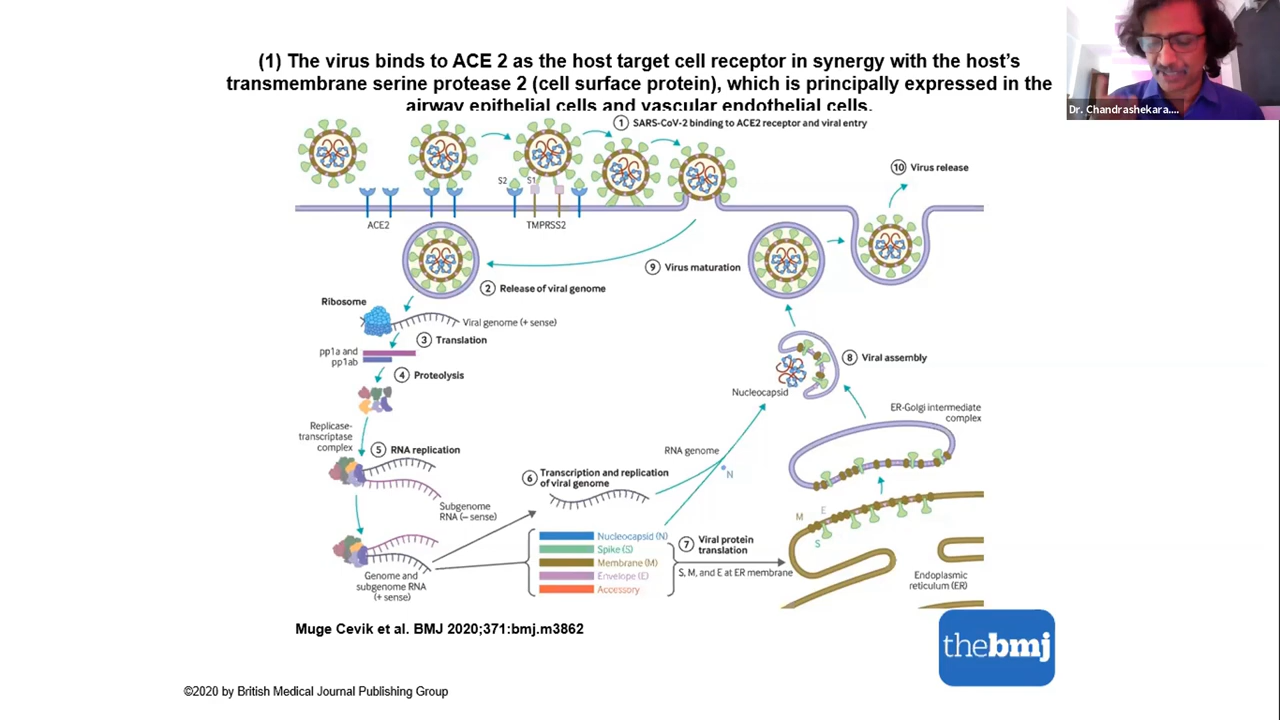 (1) The virus binds to ACE 2 as the host target cell receptor in synergy with the host's
transmembrane serine protease 2 (cell surface protein), which is principally expressed in the
airway epithelial cells and vascular endothelial cells.
Dr. Chandrashekara....
1 SARS-CoV-2 binding to ACE2 receptor and viral entry
10 Virus release
S2
S1
ACE2
TMPRSS2
9 Virus maturation
2 Release of viral genome
Ribosome
Viral genome (+ sense)
3 Translation
pp1a and
pp1ab
4 Proteolysis
8 Viral assembly
Nucleocapsid
ER-Golgi intermediate
complex
Replicase-
transcriptase
complex
5 RNA replication
RNA genome
N
6 Transcription and replication
of viral genome
Subgenome
RNA (– sense)
M
E
S
Nucleocapsid (N)
Spike (S)
Membrane (M)
Envelope (E)
Accessory
7 Viral protein
translation
S, M, and E at ER membrane
Endoplasmic
reticulum (ER)
Genome and
subgenome RNA
(+ sense)
Muge Cevik et al. BMJ 2020;371:bmj.m3862
thebmj
©2020 by British Medical Journal Publishing Group